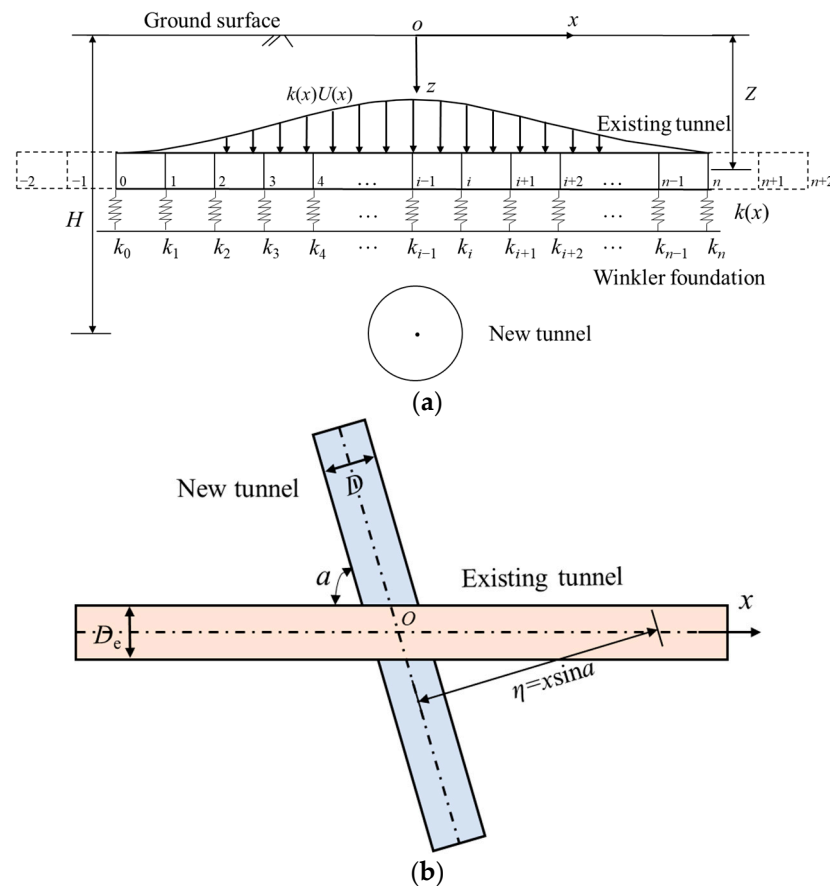 Ground surface
o
x
z
Z
k(x)U(x)
Existing tunnel
−2 −1 0 1 2 3 4 ... i−1 i i+1 i+2 ... n−1 n n+1 n+2
H
... ... k(x)
k₀ k₁ k₂ k₃ k₄ ... kᵢ₋₁ kᵢ kᵢ₊₁ kᵢ₊₂ ... kₙ₋₁ kₙ
Winkler foundation
New tunnel
(a)
New tunnel
D
a
Existing tunnel
x
O
Dₑ
η=xsina
(b)